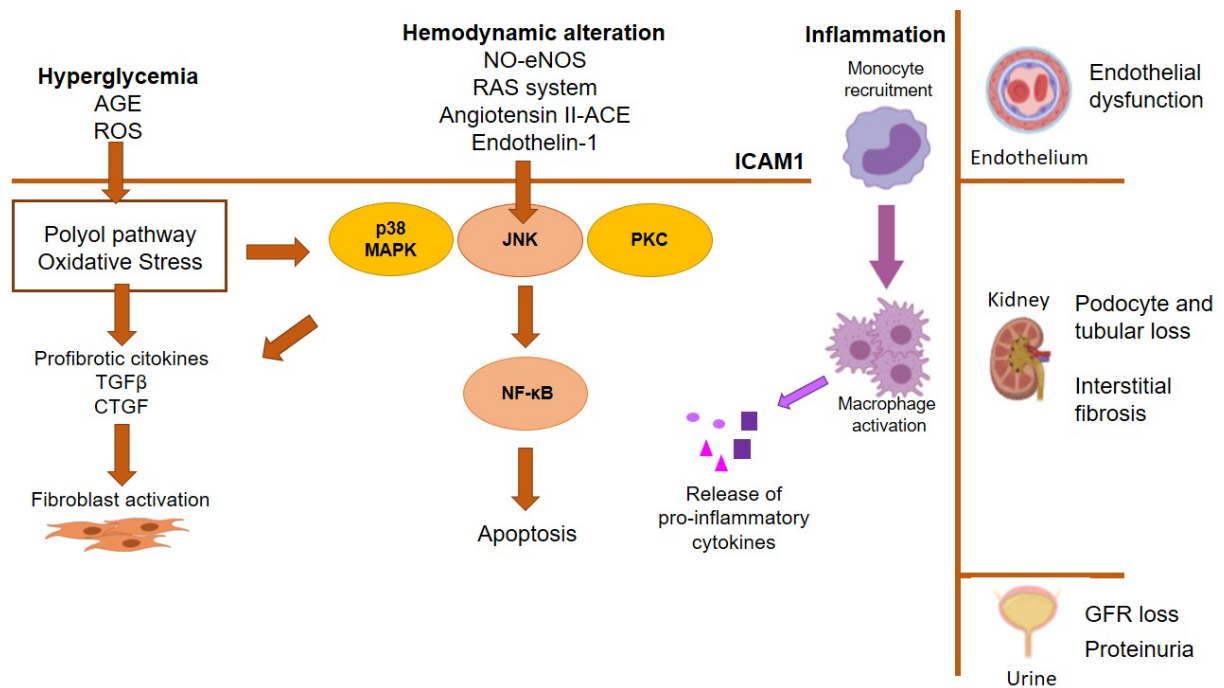 Hyperglycemia
AGE
ROS
Hemodynamic alteration
NO-eNOS
RAS system
Angiotensin II-ACE
Endothelin-1
Inflammation
Monocyte
recruitment
ICAM1
Endothelial
dysfunction
Endothelium
Polyol pathway
Oxidative Stress
p38
MAPK
JNK
PKC
Profibrotic citokines
TGFβ
CTGF
NF-κB
Macrophage
activation
Kidney
Podocyte and
tubular loss
Interstitial
fibrosis
Fibroblast activation
Apoptosis
Release of
pro-inflammatory
cytokines
GFR loss
Proteinuria
Urine